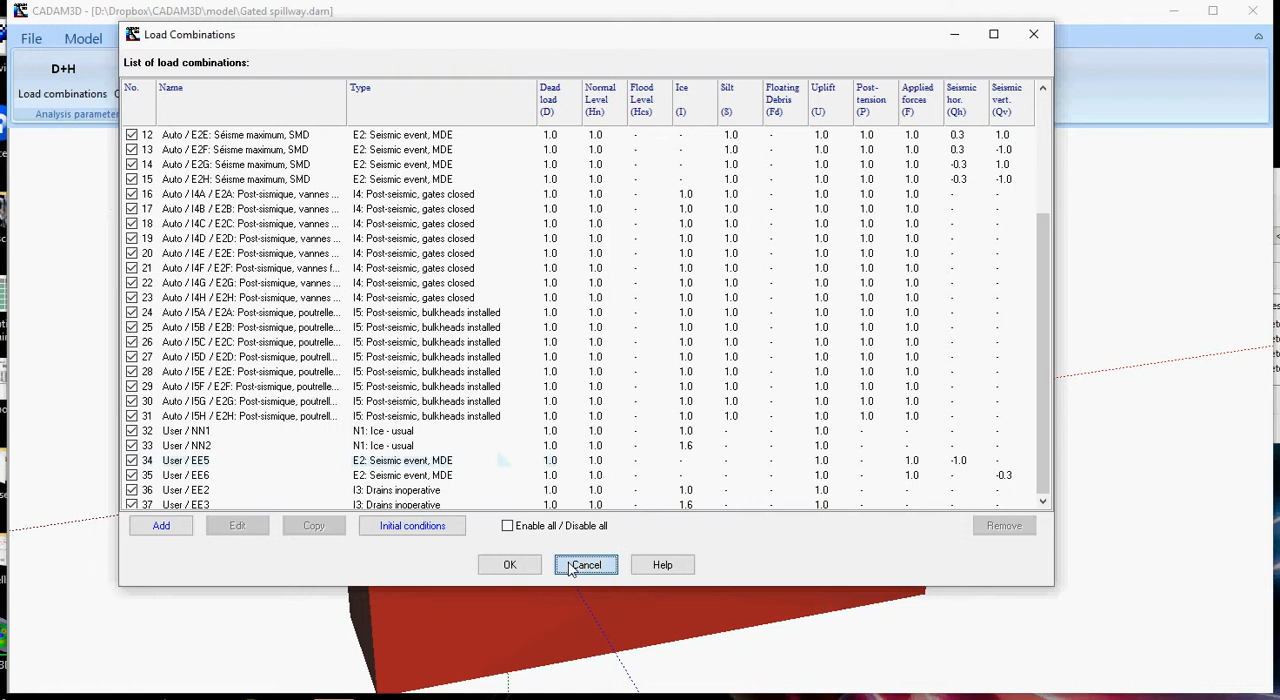 CADAM3D - [D:\Dropbox\CADAM3D\model\Gated spillway.dam]
File Model
D+H
Load combinations
Analysis parameter
Load Combinations
List of load combinations:
No. Name Type Dead load (D) Normal Level (Hn) Flood Level (Hcs) Ice (I) Silt (S) Floating Debris (Fd) Uplift (U) Post-tension (P) Applied forces (F) Seismic hor. (Qh) Seismic vert. (Qv)
12 Auto / E2E: Séisme maximum, SMD E2: Seismic event, MDE 1.0 1.0 - - 1.0 - 1.0 1.0 1.0 0.3 1.0
13 Auto / E2F: Séisme maximum, SMD E2: Seismic event, MDE 1.0 1.0 - - 1.0 - 1.0 1.0 1.0 0.3 -1.0
14 Auto / E2G: Séisme maximum, SMD E2: Seismic event, MDE 1.0 1.0 - - 1.0 - 1.0 1.0 1.0 -0.3 1.0
15 Auto / E2H: Séisme maximum, SMD E2: Seismic event, MDE 1.0 1.0 - - 1.0 - 1.0 1.0 1.0 -0.3 -1.0
16 Auto / I4A / E2A: Post-sismique, vannes ... I4: Post-seismic, gates closed 1.0 1.0 - 1.0 1.0 - 1.0 1.0 1.0 - -
17 Auto / I4B / E2B: Post-sismique, vannes ... I4: Post-seismic, gates closed 1.0 1.0 - 1.0 1.0 - 1.0 1.0 1.0 - -
18 Auto / I4C / E2C: Post-sismique, vannes ... I4: Post-seismic, gates closed 1.0 1.0 - 1.0 1.0 - 1.0 1.0 1.0 - -
19 Auto / I4D / E2D: Post-sismique, vannes ... I4: Post-seismic, gates closed 1.0 1.0 - 1.0 1.0 - 1.0 1.0 1.0 - -
20 Auto / I4E / E2E: Post-sismique, vannes ... I4: Post-seismic, gates closed 1.0 1.0 - 1.0 1.0 - 1.0 1.0 1.0 - -
21 Auto / I4F / E2F: Post-sismique, vannes f... I4: Post-seismic, gates closed 1.0 1.0 - 1.0 1.0 - 1.0 1.0 1.0 - -
22 Auto / I4G / E2G: Post-sismique, vannes ... I4: Post-seismic, gates closed 1.0 1.0 - 1.0 1.0 - 1.0 1.0 1.0 - -
23 Auto / I4H / E2H: Post-sismique, vannes ... I4: Post-seismic, gates closed 1.0 1.0 - 1.0 1.0 - 1.0 1.0 1.0 - -
24 Auto / I5A / E2A: Post-sismique, poutrelle... I5: Post-seismic, bulkheads installed 1.0 1.0 - 1.0 1.0 - 1.0 1.0 1.0 - -
25 Auto / I5B / E2B: Post-sismique, poutrelle... I5: Post-seismic, bulkheads installed 1.0 1.0 - 1.0 1.0 - 1.0 1.0 1.0 - -
26 Auto / I5C / E2C: Post-sismique, poutrelle... I5: Post-seismic, bulkheads installed 1.0 1.0 - 1.0 1.0 - 1.0 1.0 1.0 - -
27 Auto / I5D / E2D: Post-sismique, poutrell... I5: Post-seismic, bulkheads installed 1.0 1.0 - 1.0 1.0 - 1.0 1.0 1.0 - -
28 Auto / I5E / E2E: Post-sismique, poutrelle... I5: Post-seismic, bulkheads installed 1.0 1.0 - 1.0 1.0 - 1.0 1.0 1.0 - -
29 Auto / I5F / E2F: Post-sismique, poutrelle... I5: Post-seismic, bulkheads installed 1.0 1.0 - 1.0 1.0 - 1.0 1.0 1.0 - -
30 Auto / I5G / E2G: Post-sismique, poutrell... I5: Post-seismic, bulkheads installed 1.0 1.0 - 1.0 1.0 - 1.0 1.0 1.0 - -
31 Auto / I5H / E2H: Post-sismique, poutrell... I5: Post-seismic, bulkheads installed 1.0 1.0 - 1.0 1.0 - 1.0 1.0 1.0 - -
32 User / NN1 N1: Ice - usual 1.0 1.0 - 1.0 - - 1.0 - - - -
33 User / NN2 N1: Ice - usual 1.0 1.0 - 1.6 - - 1.0 - - - -
34 User / EE5 E2: Seismic event, MDE 1.0 1.0 - - - - 1.0 - 1.0 -1.0 -
35 User / EE6 E2: Seismic event, MDE 1.0 1.0 - - - - 1.0 - 1.0 - -0.3
36 User / EE2 I3: Drains inoperative 1.0 1.0 - 1.0 - - 1.0 - - - -
37 User / EE3 I3: Drains inoperative 1.0 1.0 - 1.6 - - 1.0 - - - -
Add Edit Copy Initial conditions Enable all / Disable all Remove
OK Cancel Help